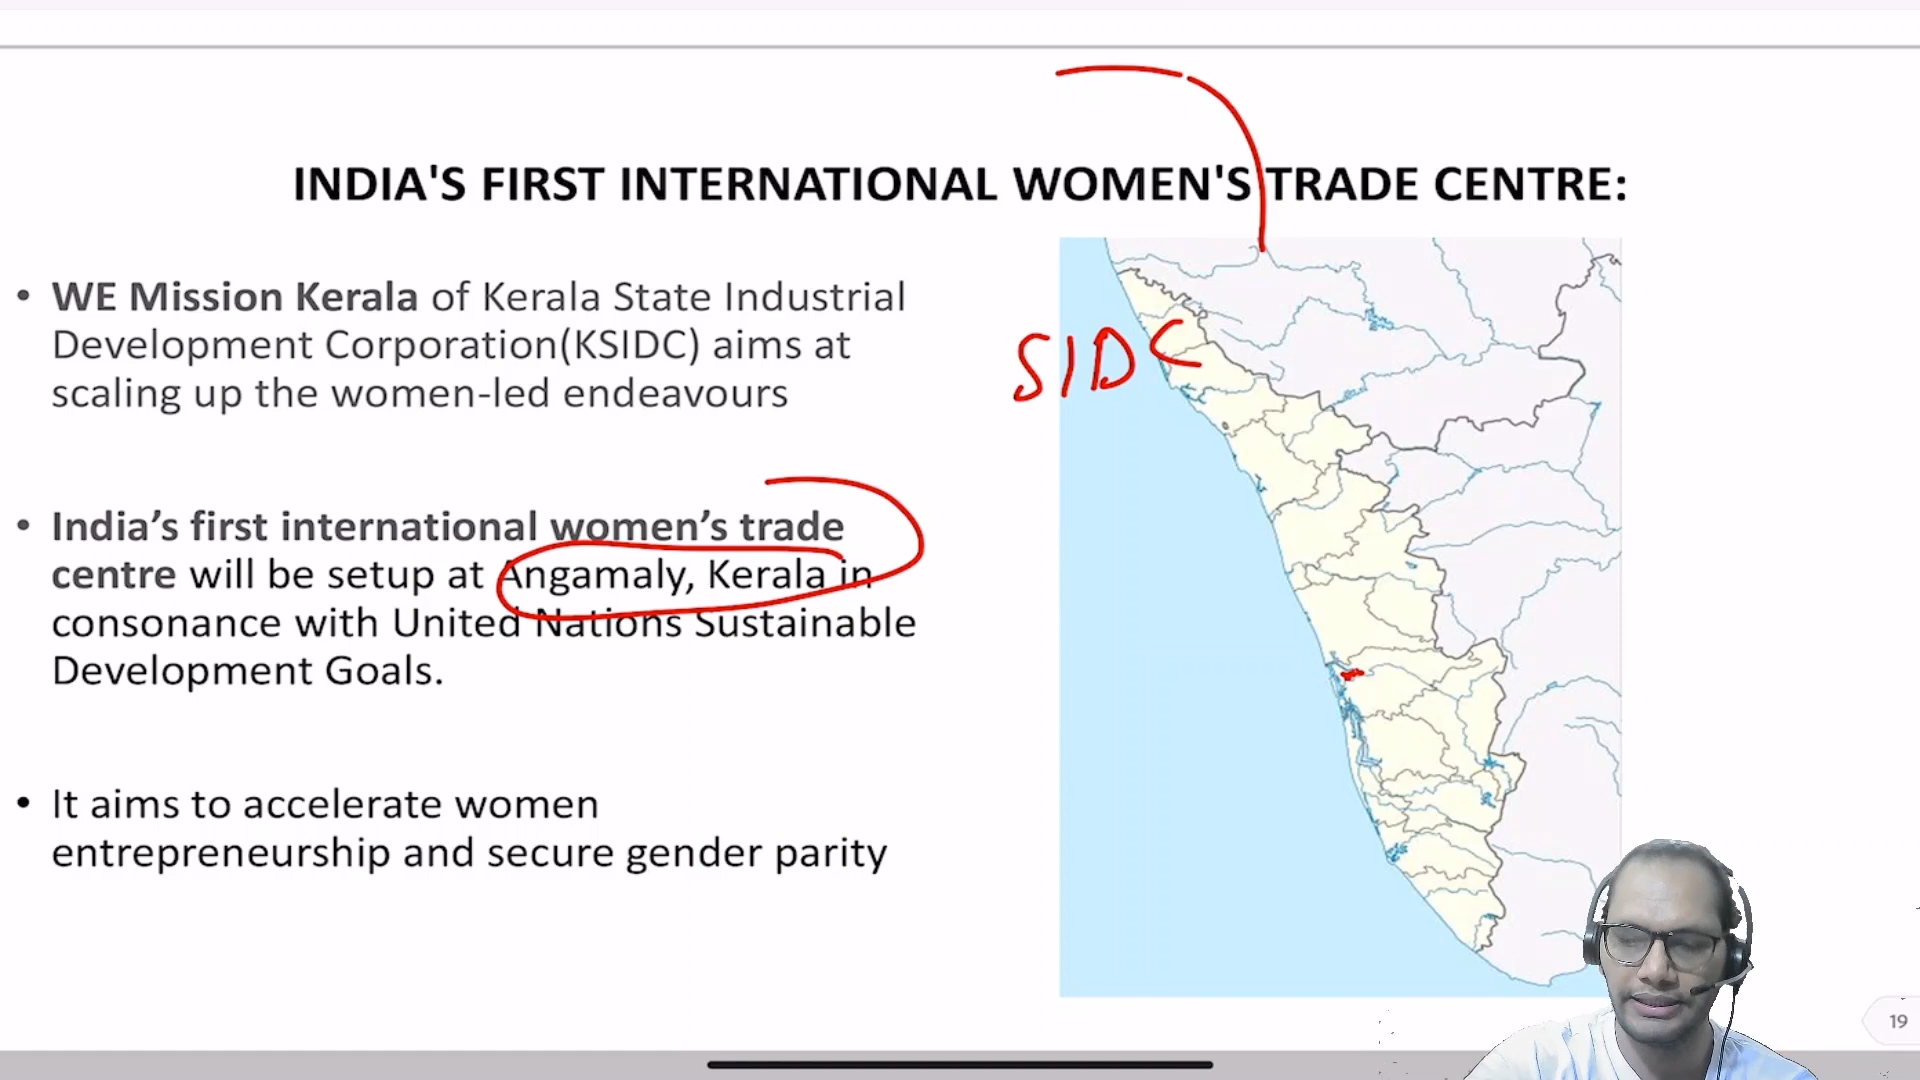 INDIA'S FIRST INTERNATIONAL WOMEN'S TRADE CENTRE:
• WE Mission Kerala of Kerala State Industrial
Development Corporation(KSIDC) aims at
scaling up the women-led endeavours
SIDC
• India’s first international women’s trade
centre will be setup at Angamaly, Kerala in
consonance with United Nations Sustainable
Development Goals.
• It aims to accelerate women
entrepreneurship and secure gender parity
19